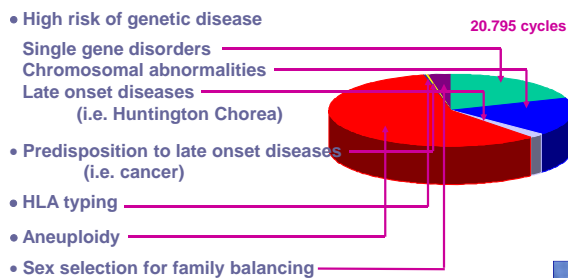 • High risk of genetic disease
20.795 cycles
Single gene disorders
Chromosomal abnormalities
Late onset diseases
(i.e. Huntington Chorea)
• Predisposition to late onset diseases
(i.e. cancer)
• HLA typing
• Aneuploidy
• Sex selection for family balancing